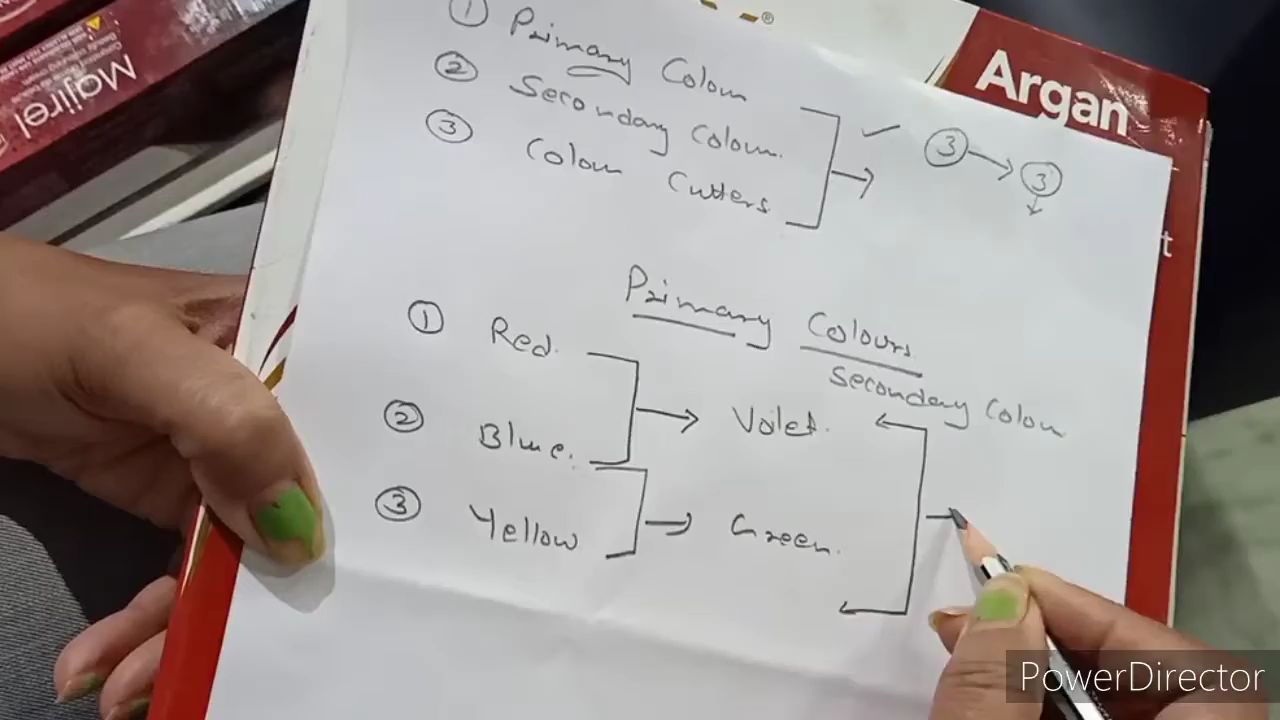 Majirel
Argan
® 
① Primary Colour
② Secondary Colour.
③ Colour Cutters
③ → ③
Primary Colours
Secondary Colour
① Red.
② Blue.
③ Yellow
→ Voilet.
→ Green.
t
PowerDirector